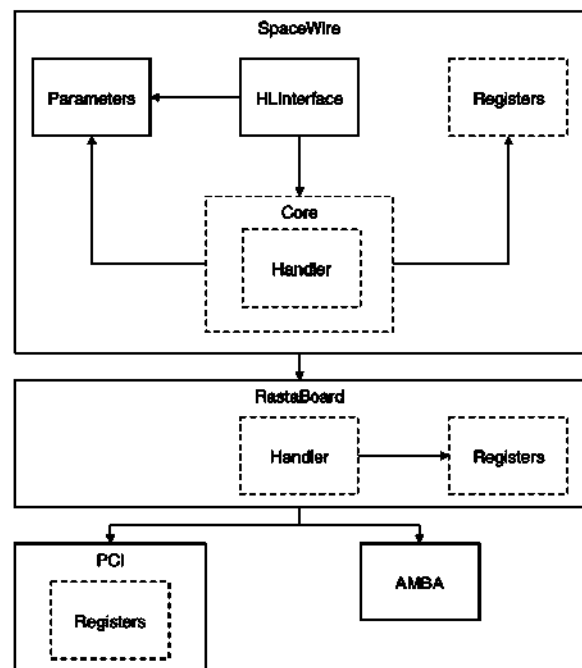 SpaceWire
Parameters
HLInterface
Registers
Core
Handler
RastaBoard
Handler
Registers
PCI
Registers
AMBA